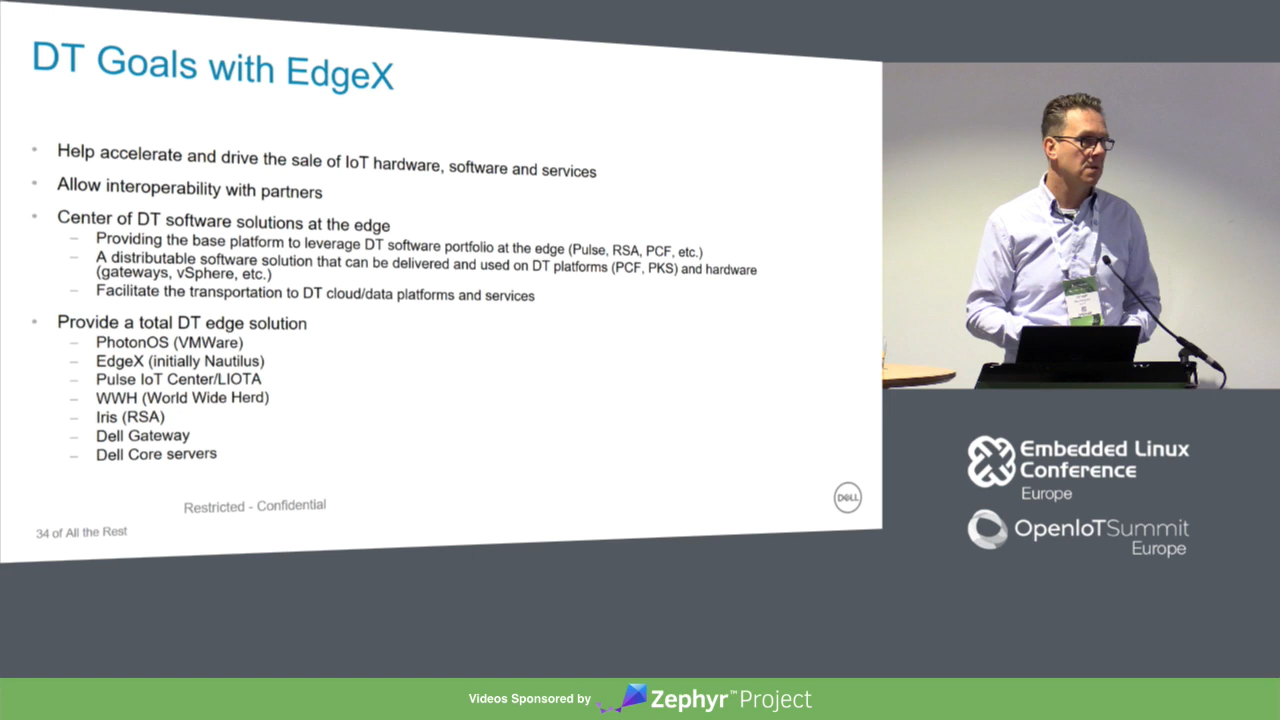 DT Goals with EdgeX
• Help accelerate and drive the sale of IoT hardware, software and services
• Allow interoperability with partners
• Center of DT software solutions at the edge
– Providing the base platform to leverage DT software portfolio at the edge (Pulse, RSA, PCF, etc.)
– A distributable software solution that can be delivered and used on DT platforms (PCF, PKS) and hardware
(gateways, vSphere, etc.)
– Facilitate the transportation to DT cloud/data platforms and services
• Provide a total DT edge solution
– PhotonOS (VMWare)
– EdgeX (initially Nautilus)
– Pulse IoT Center/LIOTA
– WWH (World Wide Herd)
– Iris (RSA)
– Dell Gateway
– Dell Core servers
Restricted - Confidential
34 of All the Rest
DELL
Embedded Linux
Conference
Europe
OpenIoTSummit
Europe
Videos Sponsored by Zephyr™Project